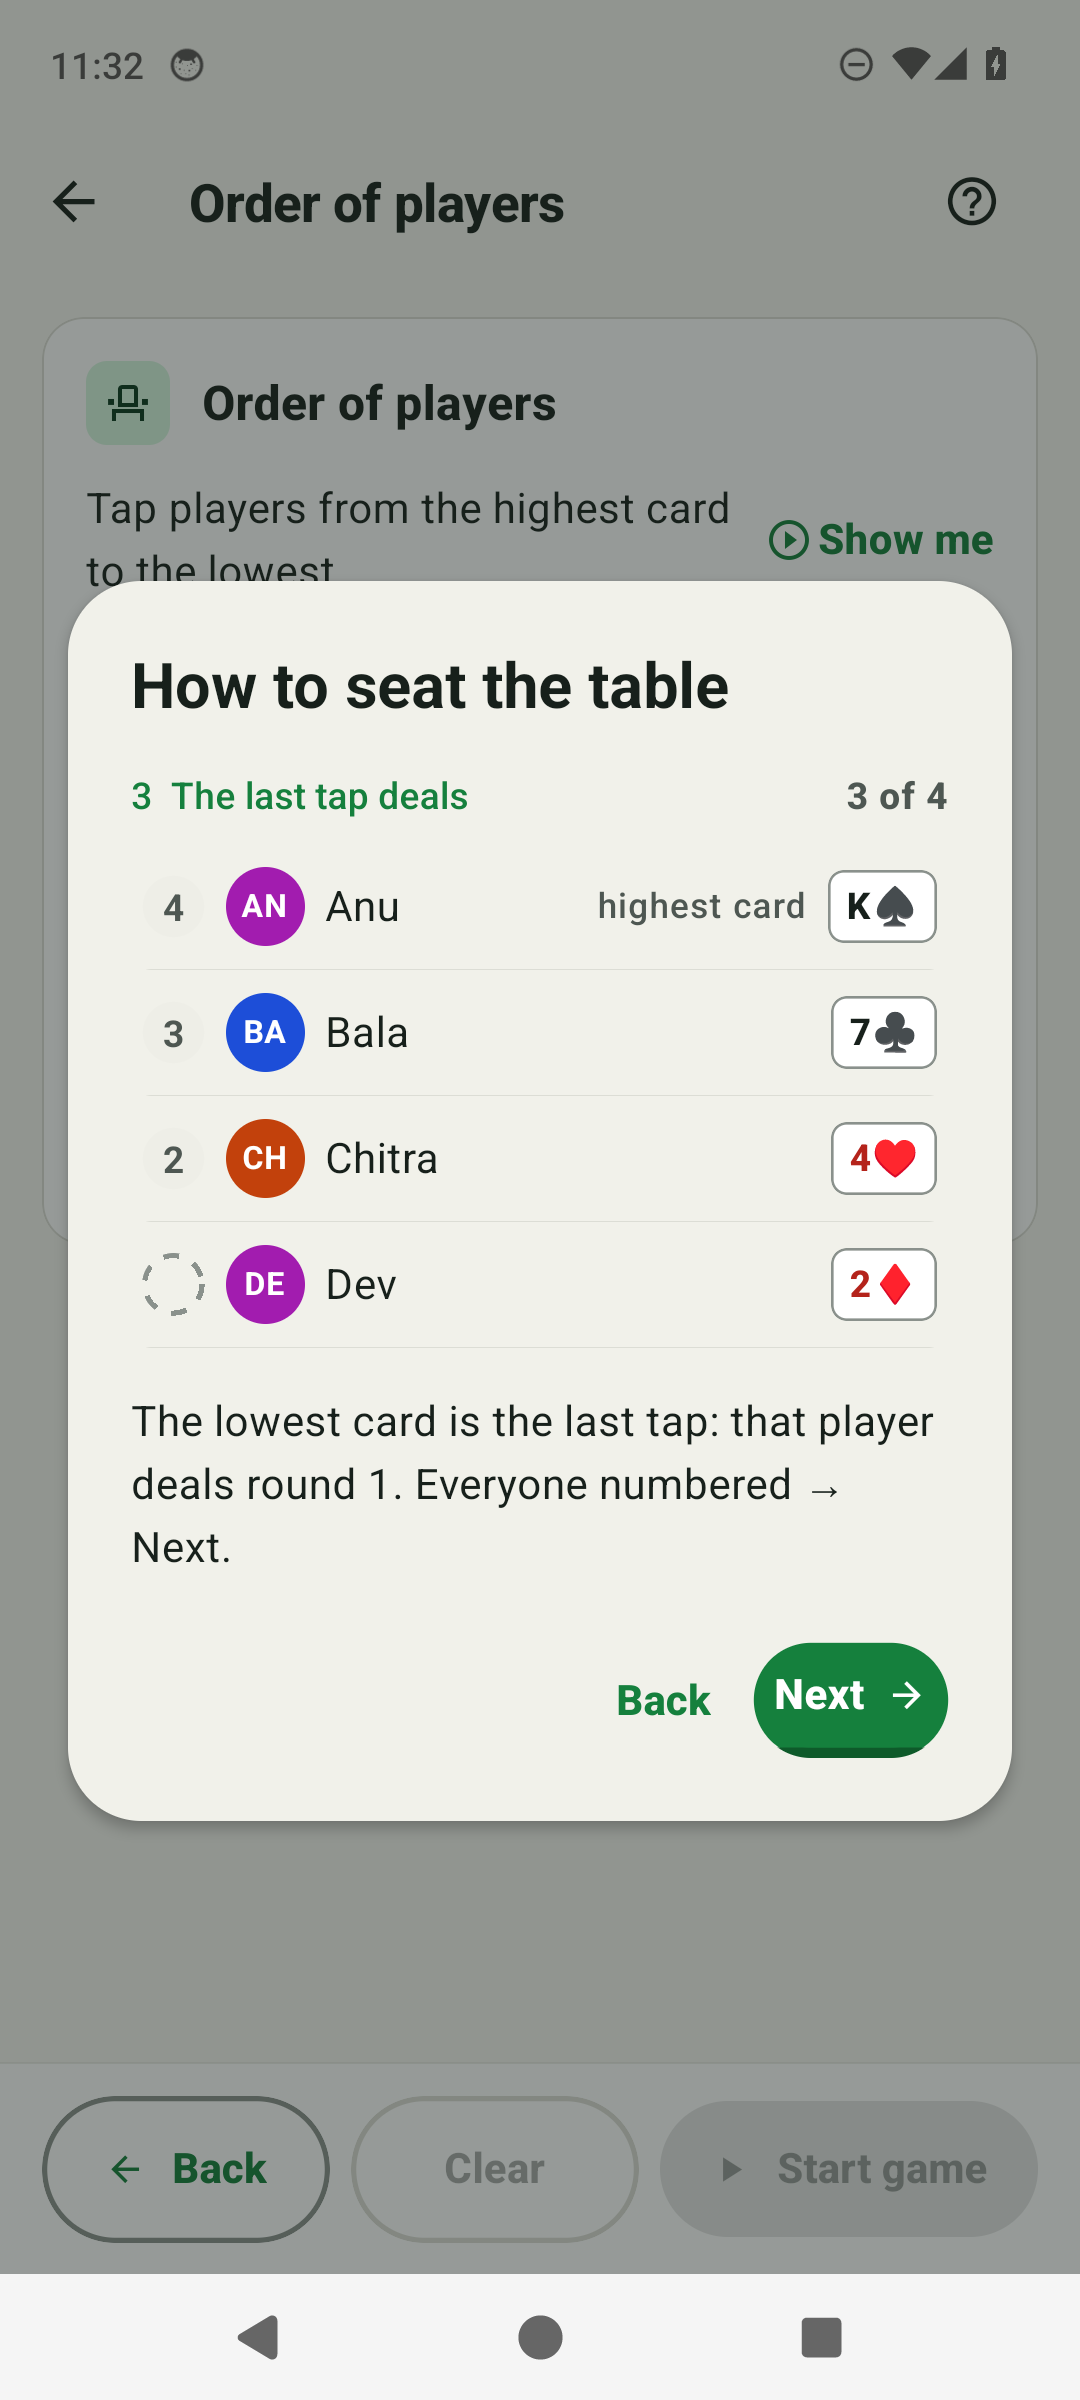 11:32
Order of players
Order of players
Tap players from the highest card
to the lowest
Show me
How to seat the table
3 The last tap deals
3 of 4
4 AN Anu highest card K♠
3 BA Bala 7♣
2 CH Chitra 4♥
DE Dev 2♦
The lowest card is the last tap: that player
deals round 1. Everyone numbered →
Next.
Back
Next →
← Back
Clear
Start game